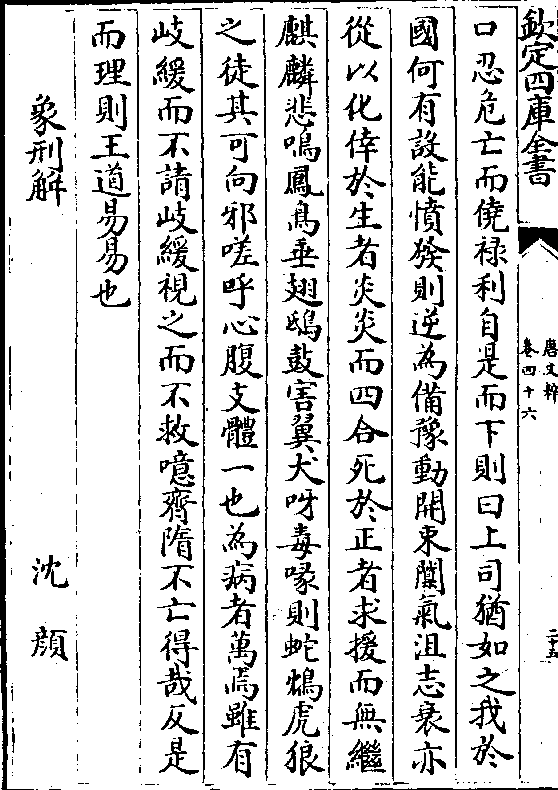 欽定四庫全書
唐文粹
卷四十六
二十五
口忍危亡而僥祿利自是而下則曰上司猶如之我於
國何有設能憤發則逆為備豫動開東闔氣沮志衰亦
從以化倖於生者炎炎而四合死於正者求援而無繼
麒麟悲鳴鳳鳥垂翅鴟鼓害翼犬呀毒喙則蛇鴆虎狼
之徒其可向邪嗟呼心腹支體一也為病者萬焉雖有
岐緩而不請岐緩視之而不救噫齊隋不亡得哉反是
而理則王道易易也
象刑解
沈顔